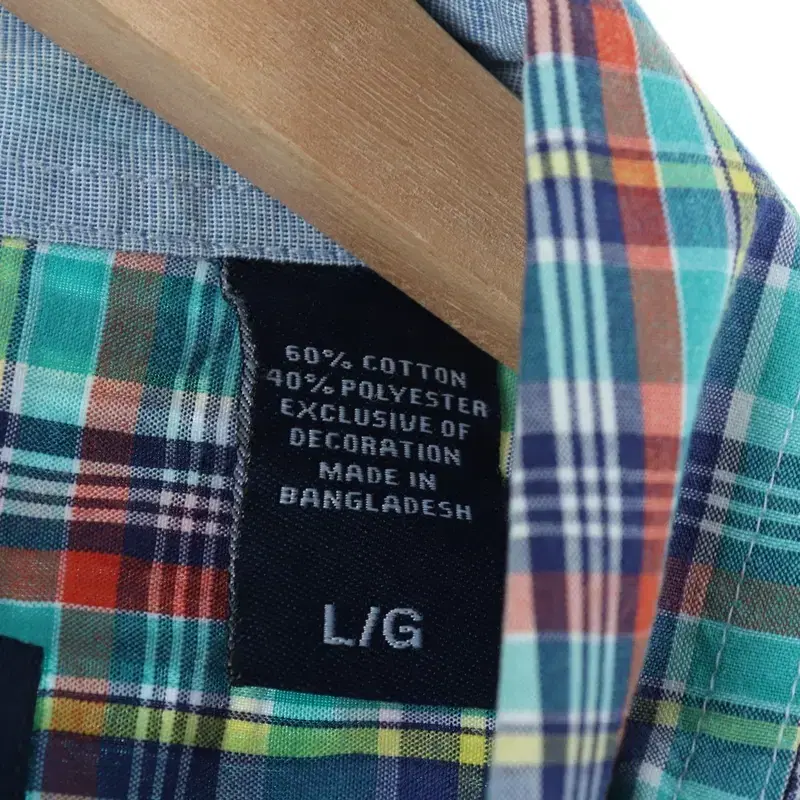 60% COTTON
40% POLYESTER
EXCLUSIVE OF
DECORATION
MADE IN
BANGLADESH
L/G